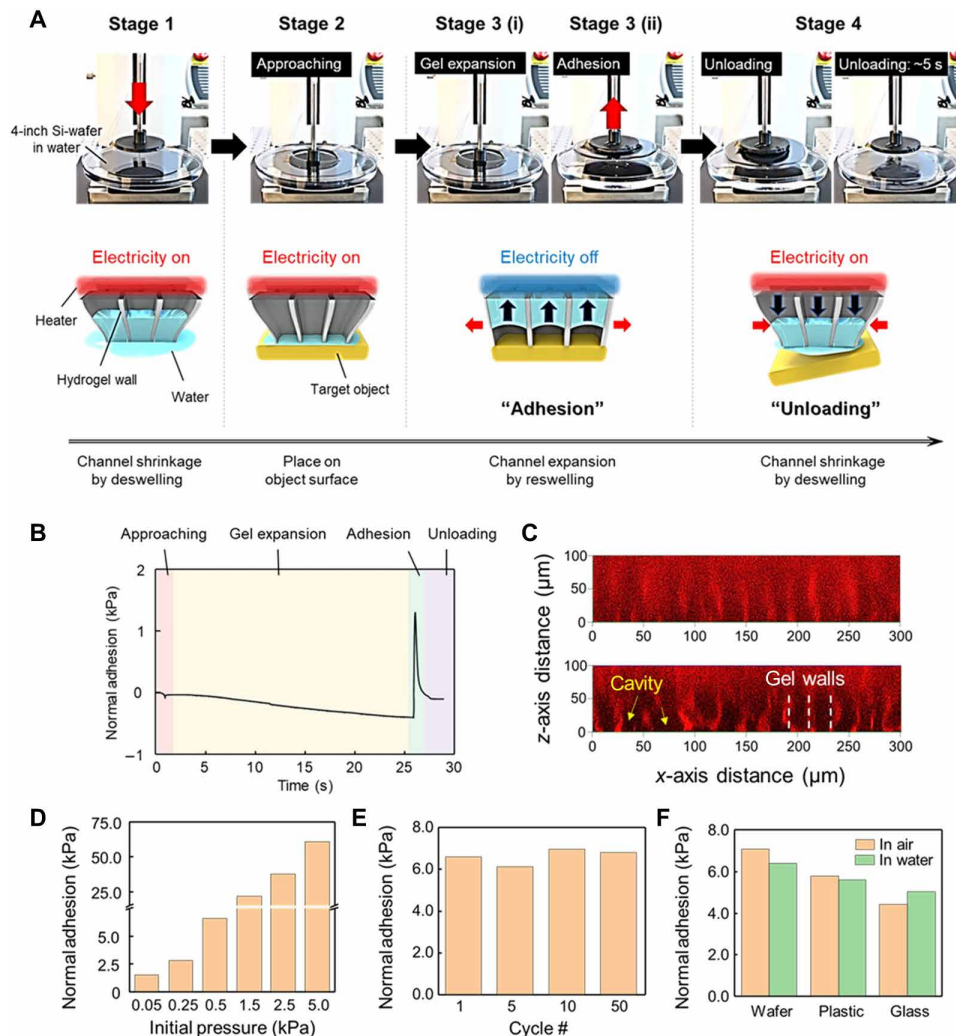 A
Stage 1
Stage 2
Stage 3 (i)
Stage 3 (ii)
Stage 4
Approaching
Gel expansion
Adhesion
Unloading
Unloading: ~5 s
4-inch Si-wafer
in water
Electricity on
Electricity on
Electricity off
Electricity on
Heater
Hydrogel wall
Water
Target object
“Adhesion”
“Unloading”
Channel shrinkage
by deswelling
Place on
object surface
Channel expansion
by reswelling
Channel shrinkage
by deswelling
B
Approaching
Gel expansion
Adhesion
Unloading
Normal adhesion (kPa)
2
1
0
–1
0 5 10 15 20 25 30
Time (s)
C
z-axis distance (µm)
100
50
0
0 50 100 150 200 250 300
100
50
0
Cavity
Gel walls
0 50 100 150 200 250 300
x-axis distance (µm)
D
Normal adhesion (kPa)
75.0
50.0
25.0
5.0
2.5
0
0.05 0.25 0.5 1.5 2.5 5.0
Initial pressure (kPa)
E
Normal adhesion (kPa)
8.0
6.0
4.0
2.0
0.0
1 5 10 50
Cycle #
F
Normal adhesion (kPa)
8.0
6.0
4.0
2.0
0.0
In air
In water
Wafer Plastic Glass